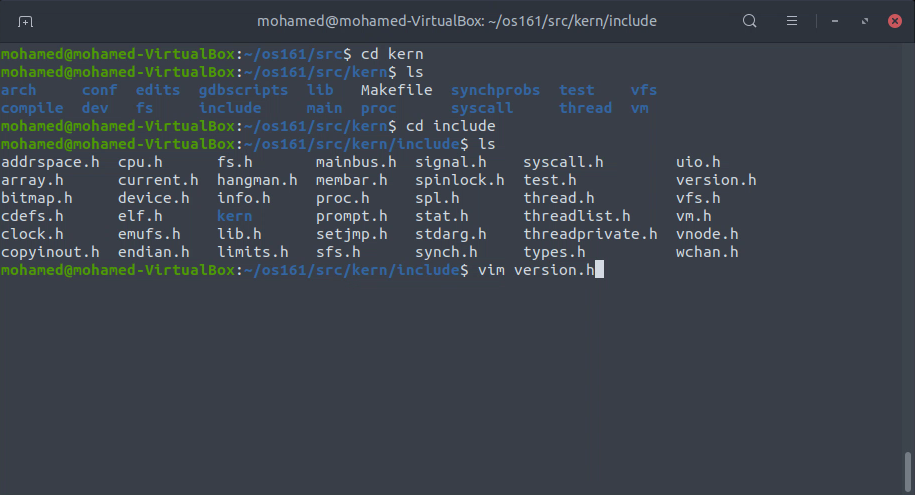 mohamed@mohamed-VirtualBox: ~/os161/src/kern/include
mohamed@mohamed-VirtualBox:~/os161/src$ cd kern
mohamed@mohamed-VirtualBox:~/os161/src/kern$ ls
arch     conf  edits  gdbscripts  lib   Makefile  synchprobs  test    vfs
compile  dev   fs     include     main  proc      syscall     thread  vm
mohamed@mohamed-VirtualBox:~/os161/src/kern$ cd include
mohamed@mohamed-VirtualBox:~/os161/src/kern/include$ ls
addrspace.h  cpu.h      fs.h       mainbus.h  signal.h    syscall.h        uio.h
array.h      current.h  hangman.h  membar.h   spinlock.h  test.h           version.h
bitmap.h     device.h   info.h     proc.h     spl.h       thread.h         vfs.h
cdefs.h      elf.h      kern       prompt.h   stat.h      threadlist.h     vm.h
clock.h      emufs.h    lib.h      setjmp.h   stdarg.h    threadprivate.h  vnode.h
copyinout.h  endian.h   limits.h   sfs.h      synch.h     types.h          wchan.h
mohamed@mohamed-VirtualBox:~/os161/src/kern/include$ vim version.h